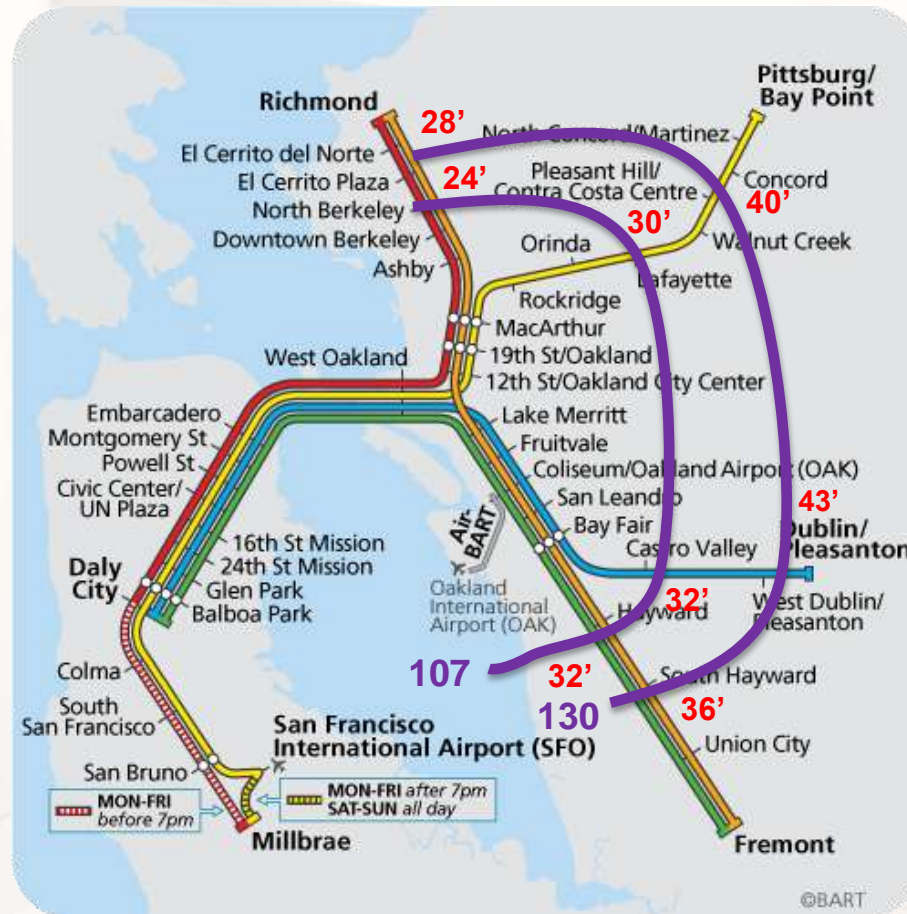 Pittsburg/
Bay Point
Richmond
28’
North Concord/Martinez
El Cerrito del Norte
Pleasant Hill/
Contra Costa Centre
Concord
El Cerrito Plaza
24’
40’
North Berkeley
30’
Walnut Creek
Downtown Berkeley
Orinda
Lafayette
Ashby
Rockridge
MacArthur
West Oakland
19th St/Oakland
12th St/Oakland City Center
Embarcadero
Lake Merritt
Montgomery St
Fruitvale
Powell St
Coliseum/Oakland Airport (OAK)
Civic Center/
UN Plaza
San Leandro
43’
Bay Fair
Dublin/
Pleasanton
16th St Mission
Air-
BART
Castro Valley
24th St Mission
Daly
City
Glen Park
Oakland
International
Airport (OAK)
32’
West Dublin/
Pleasanton
Balboa Park
Hayward
Colma
107
32’
South Hayward
130
36’
South
San Francisco
San Francisco
International Airport (SFO)
Union City
San Bruno
MON-FRI
before 7pm
MON-FRI after 7pm
SAT-SUN all day
Millbrae
Fremont
©BART